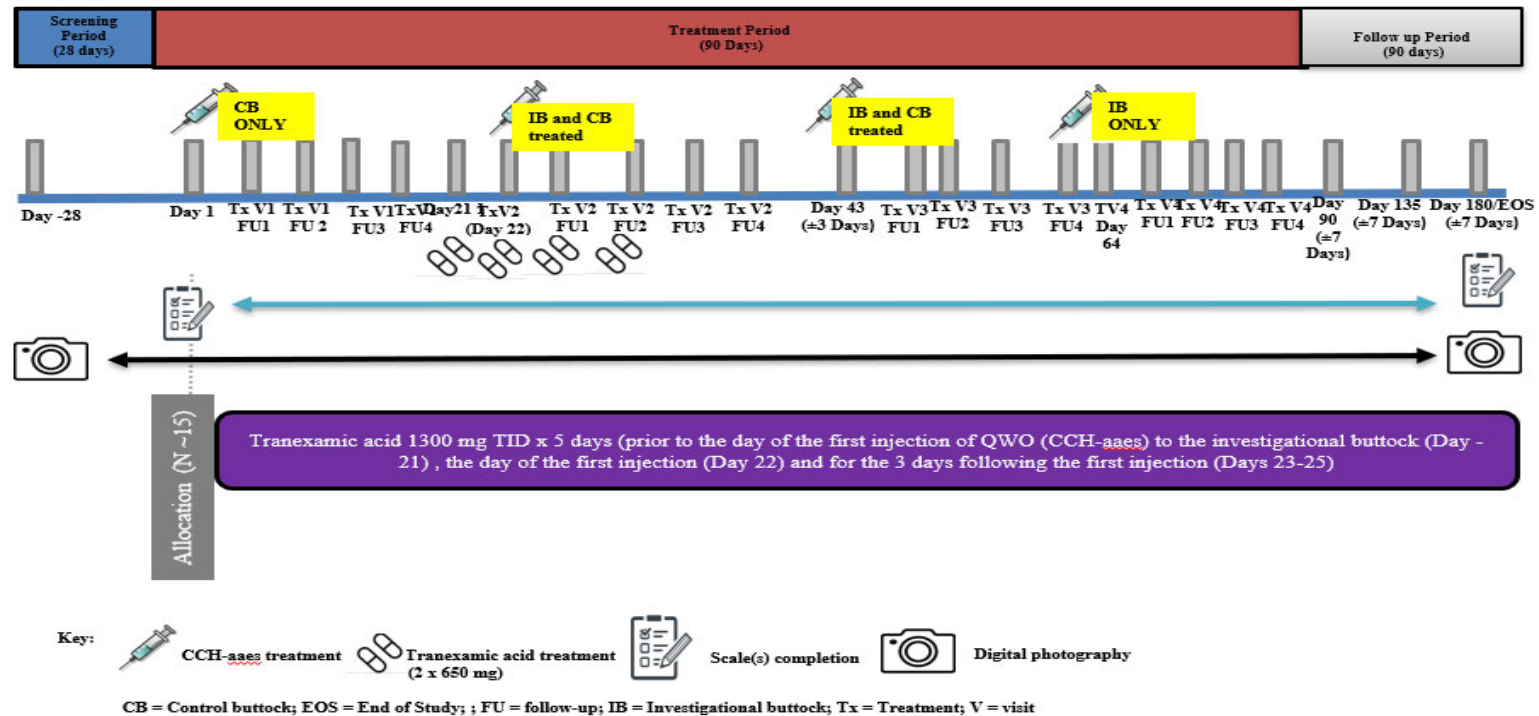 Screening
Period
(28 days)
Treatment Period
(90 Days)
Follow up Period
(90 days)
CB
ONLY
IB and CB
treated
IB and CB
treated
IB
ONLY
Day -28
Day 1
Tx V1
FU1
Tx V1
FU 2
Tx V1
FU3
TxV1
FU4
Day21
TxV2
(Day 22)
Tx V2
FU1
Tx V2
FU2
Tx V2
FU3
Tx V2
FU4
Day 43
(±3 Days)
Tx V3
FU1
Tx V3
FU2
Tx V3
FU3
Tx V3
FU4
TV4
Day
64
Tx V4
FU1
Tx V4
FU2
Tx V4
FU3
Tx V4
FU4
Day
90
(±7
Days)
Day 135
(±7 Days)
Day 180/EOS
(±7 Days)
Allocation (N ~15)
Tranexamic acid 1300 mg TID x 5 days (prior to the day of the first injection of QWO (CCH-aaes) to the investigational buttock (Day -
21) , the day of the first injection (Day 22) and for the 3 days following the first injection (Days 23-25)
Key:
CCH-aaes treatment
Tranexamic acid treatment
(2 x 650 mg)
Scale(s) completion
Digital photography
CB = Control buttock; EOS = End of Study; ; FU = follow-up; IB = Investigational buttock; Tx = Treatment; V = visit